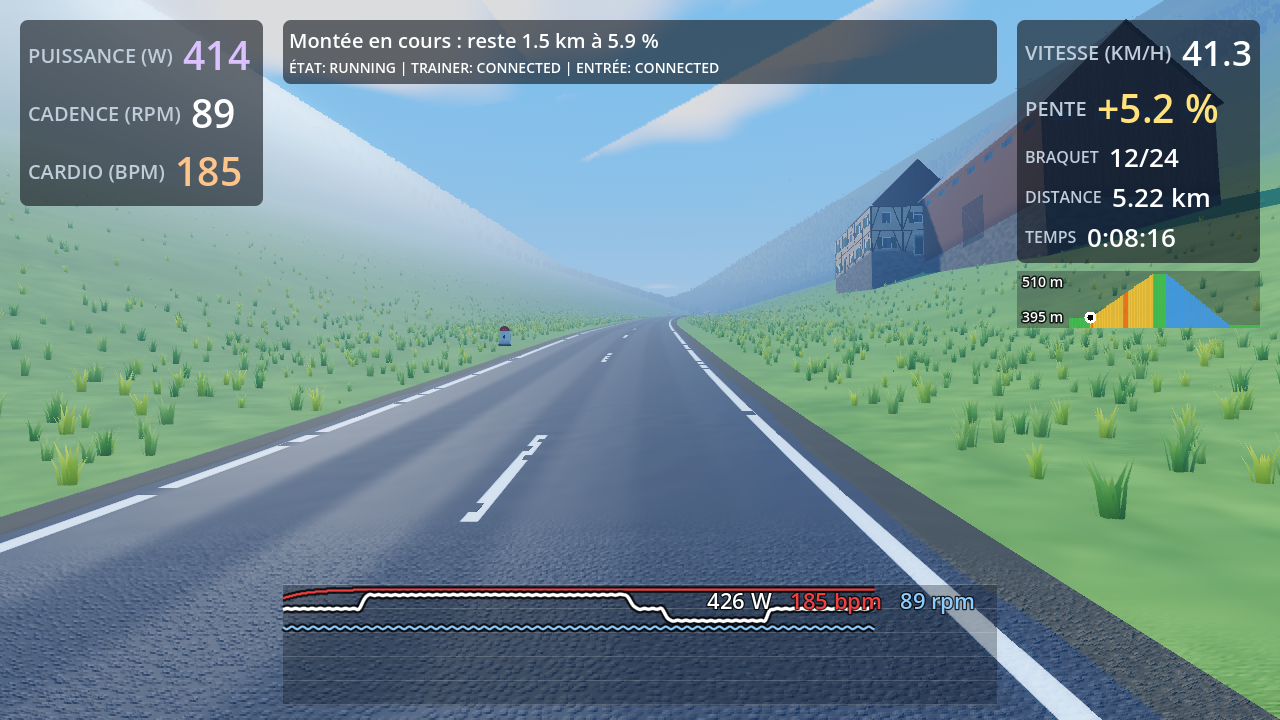 PUISSANCE (W) 414
CADENCE (RPM) 89
CARDIO (BPM) 185
Montée en cours : reste 1.5 km à 5.9 %
ÉTAT: RUNNING | TRAINER: CONNECTED | ENTRÉE: CONNECTED
VITESSE (KM/H) 41.3
PENTE +5.2 %
BRAQUET 12/24
DISTANCE 5.22 km
TEMPS 0:08:16
510 m
395 m
426 W 185 bpm 89 rpm